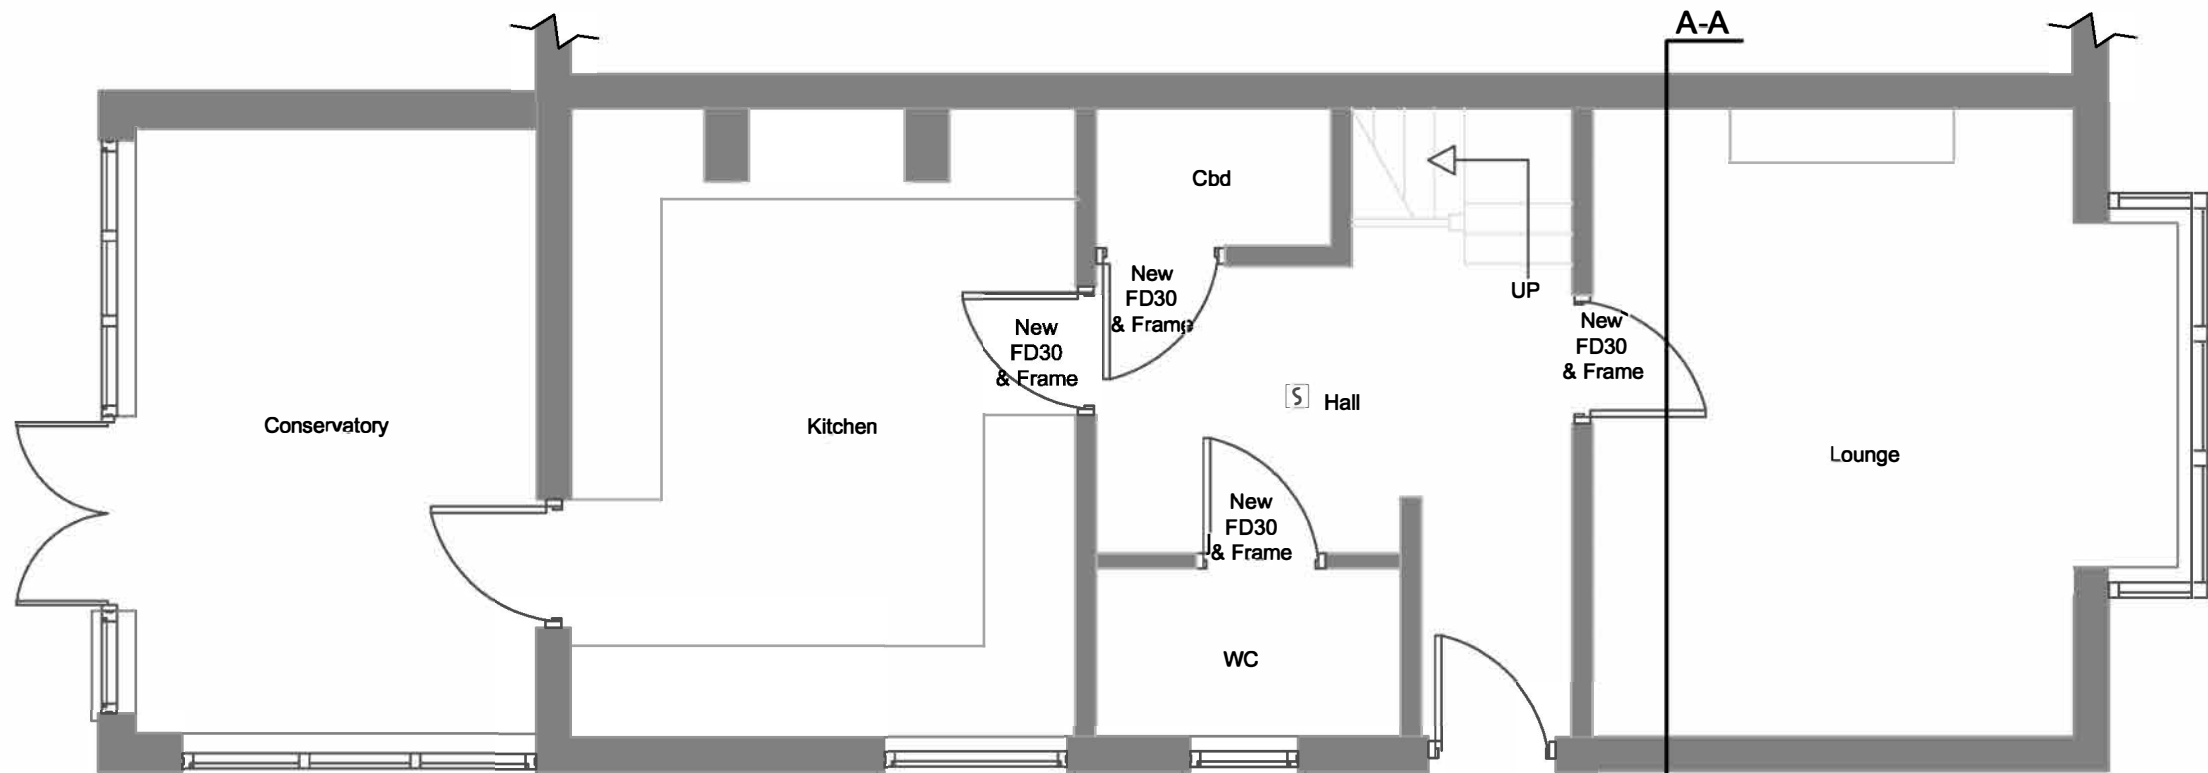 A-A
Cbd
New
FD30
& Frame
UP
New
FD30
& Frame
New
FD30
& Frame
S
Hall
Conservatory
Kitchen
Lounge
New
FD30
& Frame
WC